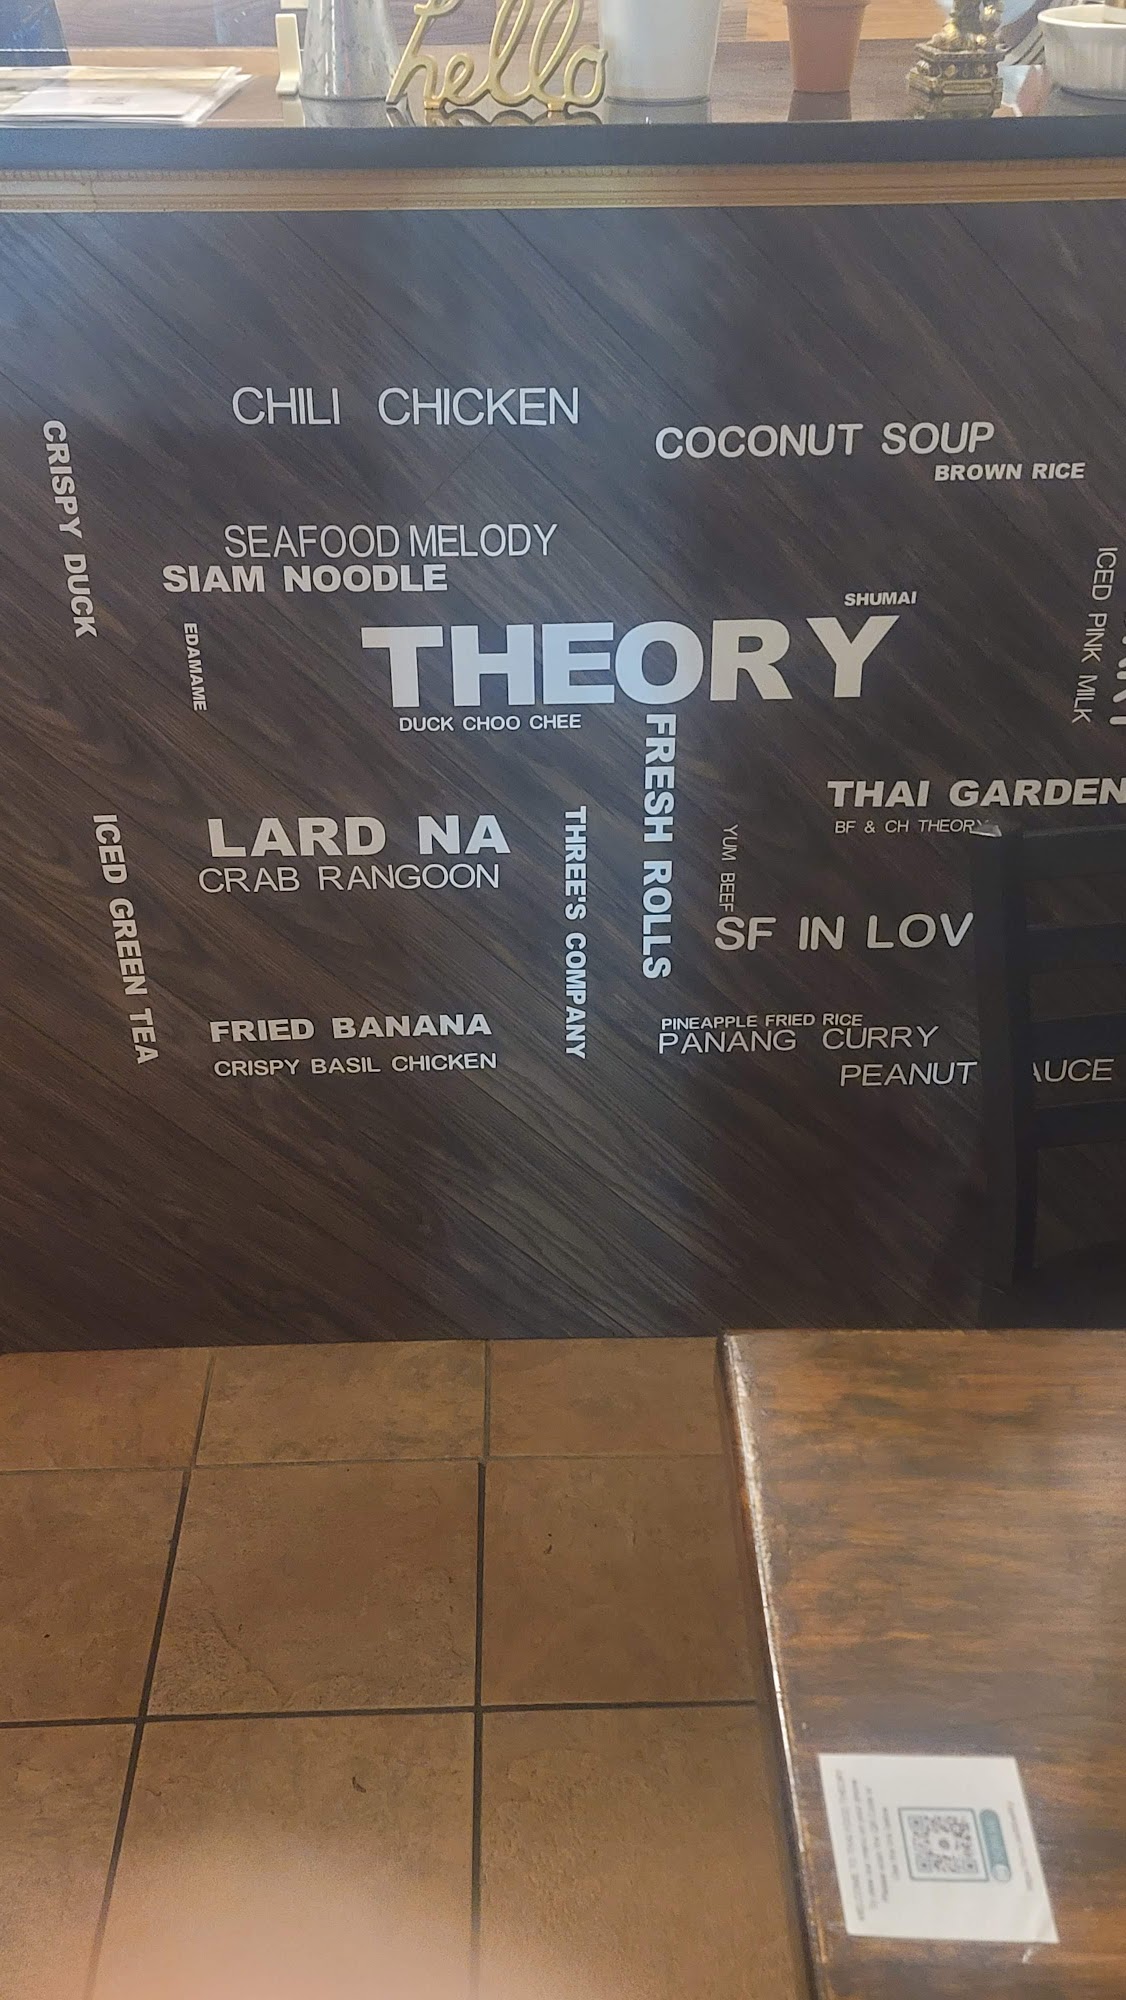 hello
CHILI CHICKEN
COCONUT SOUP
BROWN RICE
CRISPY DUCK
SEAFOOD MELODY
SIAM NOODLE
SHUMAI
ICED PINK MILK
EDAMAME
THEORY
DUCK CHOO CHEE
FRESH ROLLS
THAI GARDEN
BF & CH THEORY
LARD NA
CRAB RANGOON
THREE'S COMPANY
YUM BEEF
ICED GREEN TEA
SF IN LOV
FRIED BANANA
CRISPY BASIL CHICKEN
PINEAPPLE FRIED RICE
PANANG CURRY
PEANUT AUCE